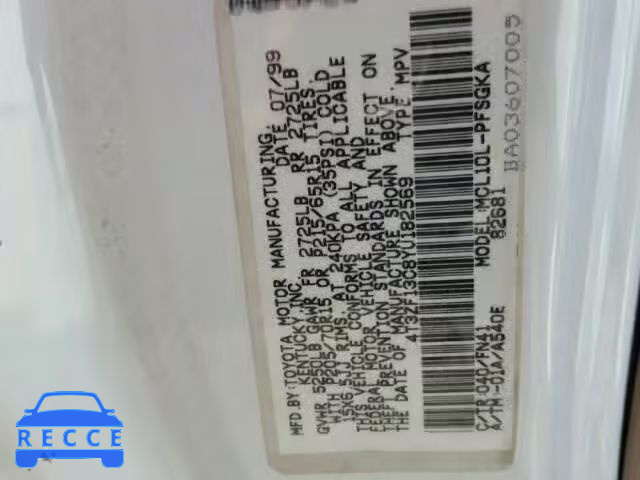 MFD.BY:TOYOTA MOTOR MANUFACTURING,
KENTUCKY,INC. DATE 07/99
GVWR 5250LB GAWR FR 2725LB RR 2725LB
WITH P205/70R15 OR P215/65R15 TIRES,
15X6.5JJ RIMS, AT 240KPA (35PSI) COLD
THIS VEHICLE CONFORMS TO ALL APPLICABLE
FEDERAL MOTOR VEHICLE SAFETY AND
THEFT PREVENTION STANDARDS IN EFFECT ON
THE DATE OF MANUFACTURE SHOWN ABOVE.
4T3ZF13C8YU182569 TYPE MPV
C/TR:040/FN41 MODEL:MCL10L-PFSGKA
A/TM:-01A/A540E 82681
BA03607005
RECCE